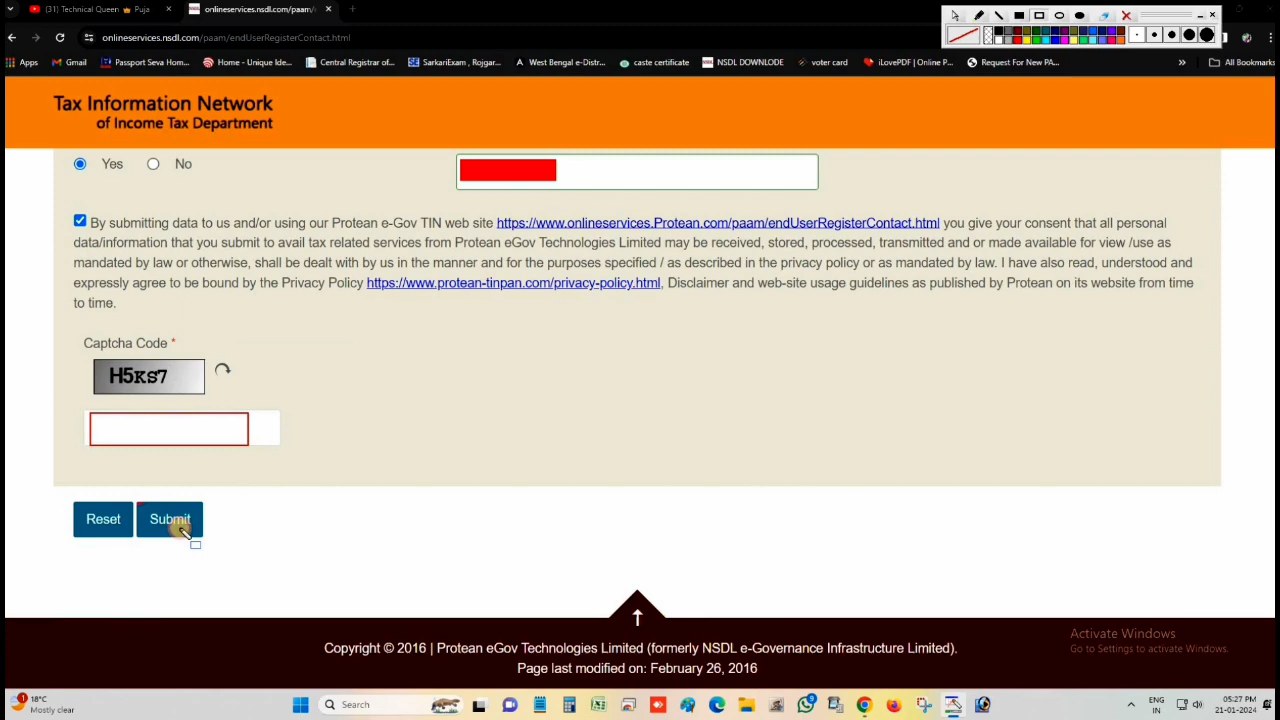 (31) Technical Queen
Puja
onlineservices.nsdl.com/paam/
onlineservices.nsdl.com/paam/endUserRegisterContact.html
Apps
Gmail
Passport Seva Hom...
Home - Unique Ide...
Central Registrar of...
SarkariExam , Rojgar...
West Bengal e-Distr...
caste certificate
NSDL DOWNLODE
voter card
iLovePDF | Online P...
Request For New PA...
All Bookmarks
Tax Information Network
of Income Tax Department
Yes No
By submitting data to us and/or using our Protean e-Gov TIN web site https://www.onlineservices.Protean.com/paam/endUserRegisterContact.html you give your consent that all personal
data/information that you submit to avail tax related services from Protean eGov Technologies Limited may be received, stored, processed, transmitted and or made available for view /use as
mandated by law or otherwise, shall be dealt with by us in the manner and for the purposes specified / as described in the privacy policy or as mandated by law. I have also read, understood and
expressly agree to be bound by the Privacy Policy https://www.protean-tinpan.com/privacy-policy.html, Disclaimer and web-site usage guidelines as published by Protean on its website from time
to time.
Captcha Code *
H5KS7
Reset Submit
Copyright © 2016 | Protean eGov Technologies Limited (formerly NSDL e-Governance Infrastructure Limited).
Page last modified on: February 26, 2016
Activate Windows
Go to Settings to activate Windows.
1
18°C
Mostly clear
Search
9
ENG
IN
05:27 PM
21-01-2024